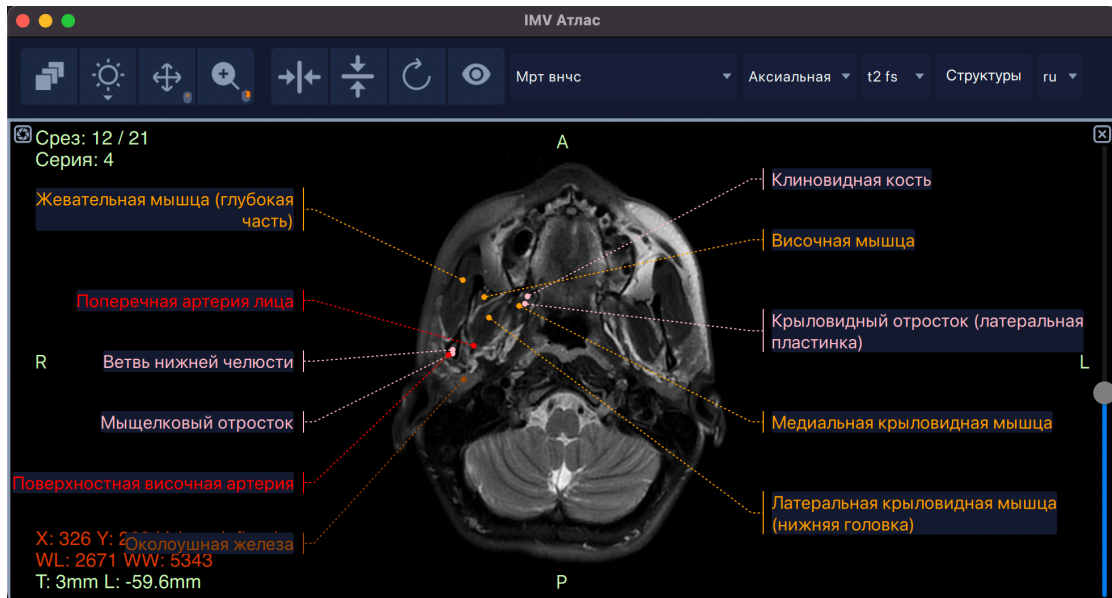 IMV Атлас
Мрт внчс
Аксиальная
t2 fs
Структуры
ru
Срез: 12 / 21
Серия: 4
A
Клиновидная кость
Жевательная мышца (глубокая
часть)
Височная мышца
Поперечная артерия лица
Крыловидный отросток (латеральная
пластинка)
R
Ветвь нижней челюсти
L
Мыщелковый отросток
Медиальная крыловидная мышца
Поверхностная височная артерия
Латеральная крыловидная мышца
(нижняя головка)
X: 326 Y:
Околоушная железа
WL: 2671 WW: 5343
T: 3mm L: -59.6mm
P